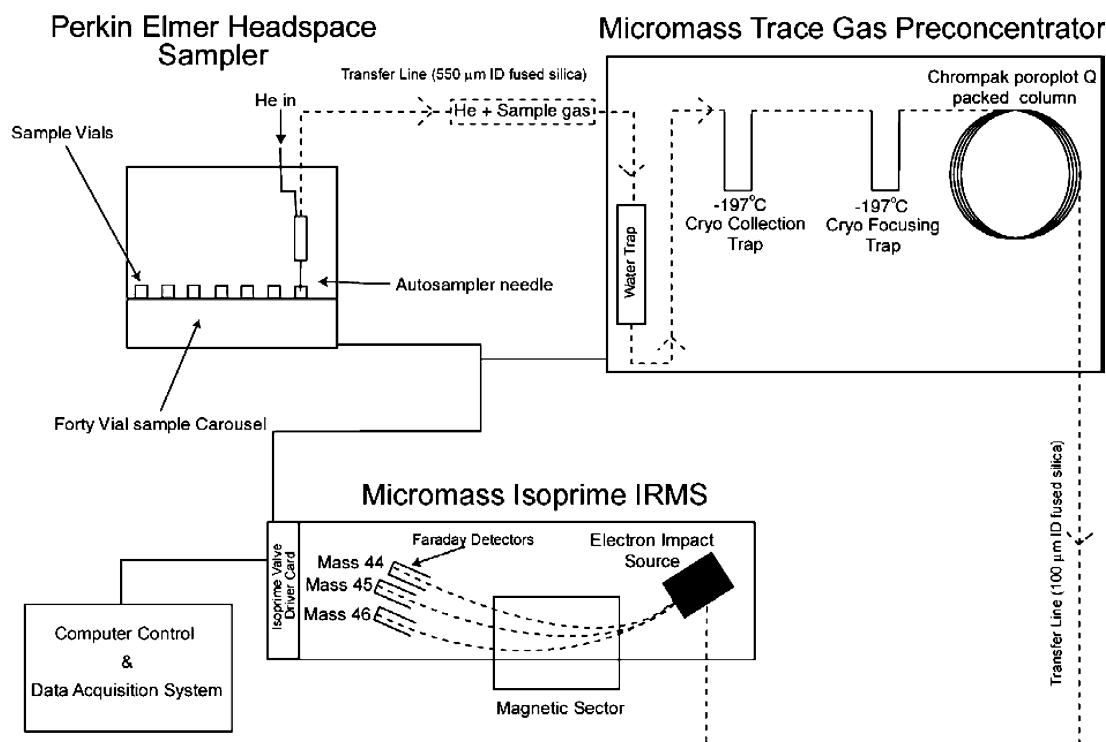 Perkin Elmer Headspace
Sampler
Micromass Trace Gas Preconcentrator
Transfer Line (550 μm ID fused silica)
He in
He + Sample gas
Chrompak poroplot Q
packed column
Sample Vials
-197°C
Cryo Collection
Trap
-197°C
Cryo Focusing
Trap
Water Trap
Autosampler needle
Forty Vial sample Carousel
Transfer Line (100 μm ID fused silica)
Micromass Isoprime IRMS
Isoprime Valve
Driver Card
Faraday Detectors
Electron Impact
Source
Mass 44
Mass 45
Mass 46
Computer Control
&
Data Acquisition System
Magnetic Sector